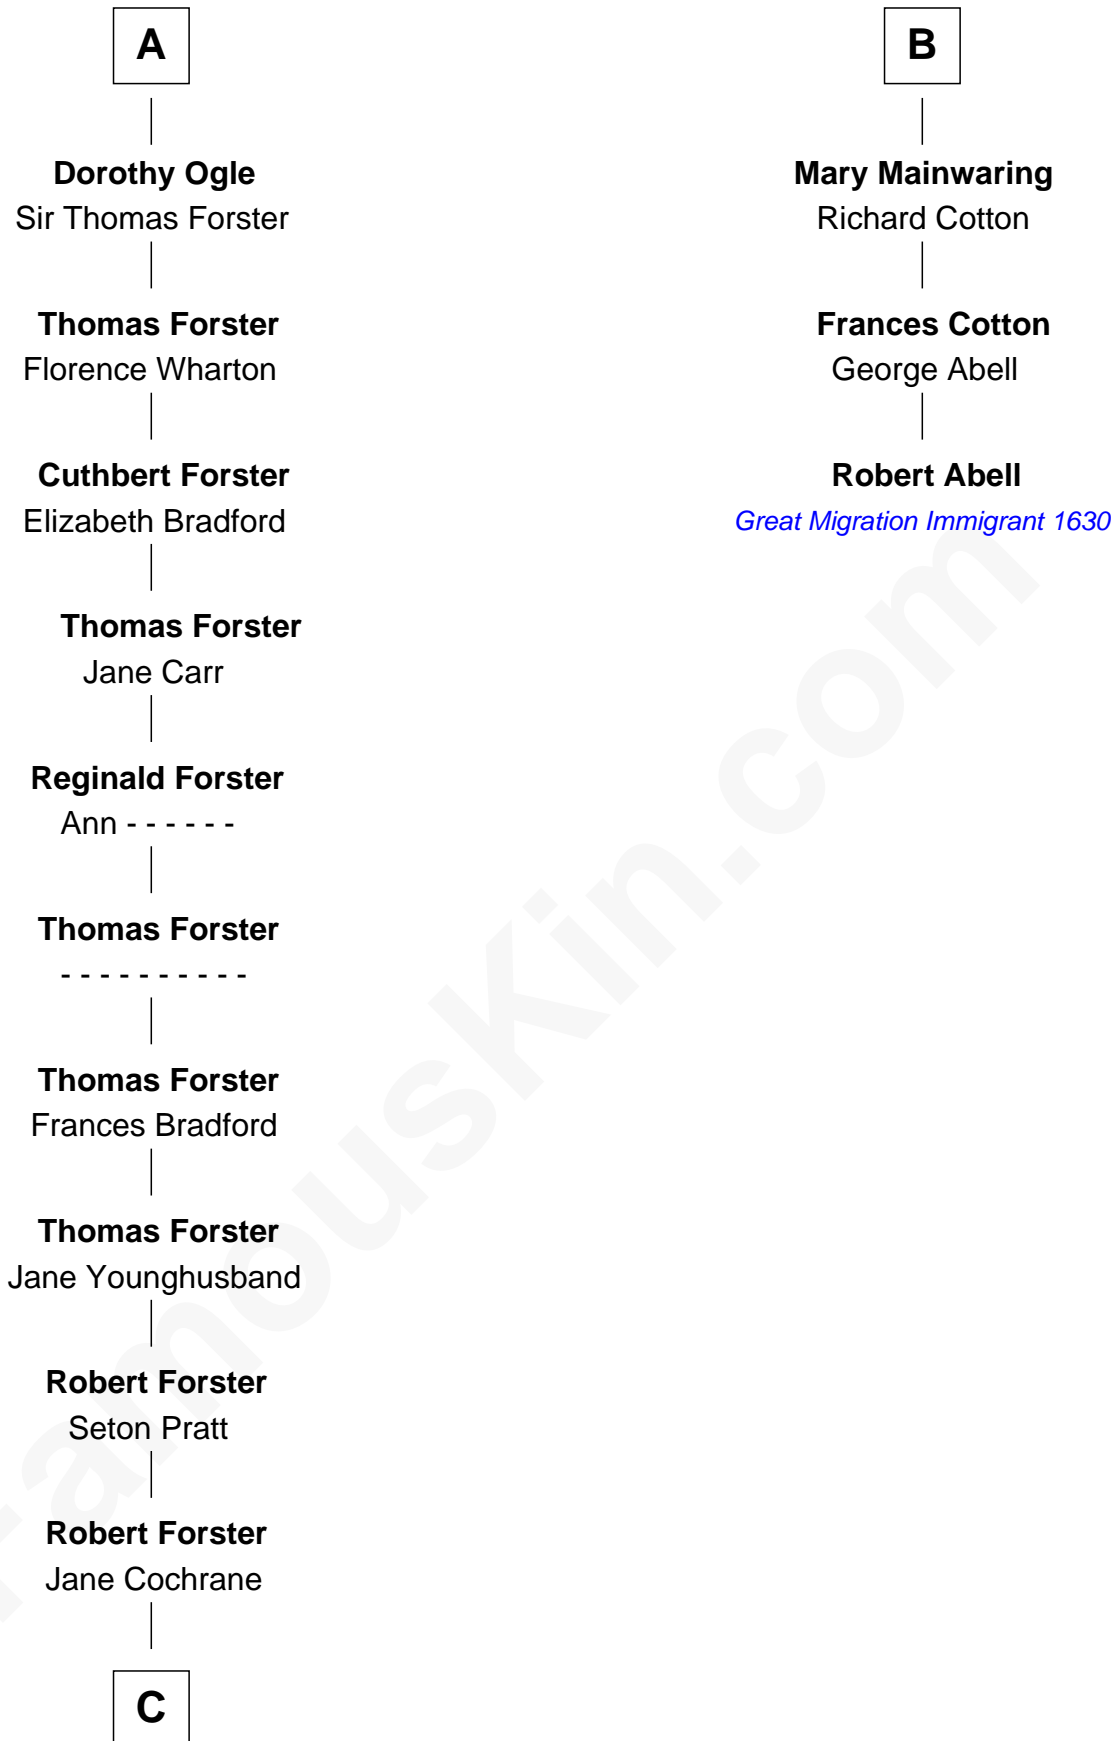 A
Dorothy Ogle
Sir Thomas Forster
Thomas Forster
Florence Wharton
Cuthbert Forster
Elizabeth Bradford
Thomas Forster
Jane Carr
Reginald Forster
Ann - - - - - -
Thomas Forster
- - - - - - - - - -
Thomas Forster
Frances Bradford
Thomas Forster
Jane Younghusband
Robert Forster
Seton Pratt
Robert Forster
Jane Cochrane
C
B
Mary Mainwaring
Richard Cotton
Frances Cotton
George Abell
Robert Abell
Great Migration Immigrant 1630
FamousKin.com